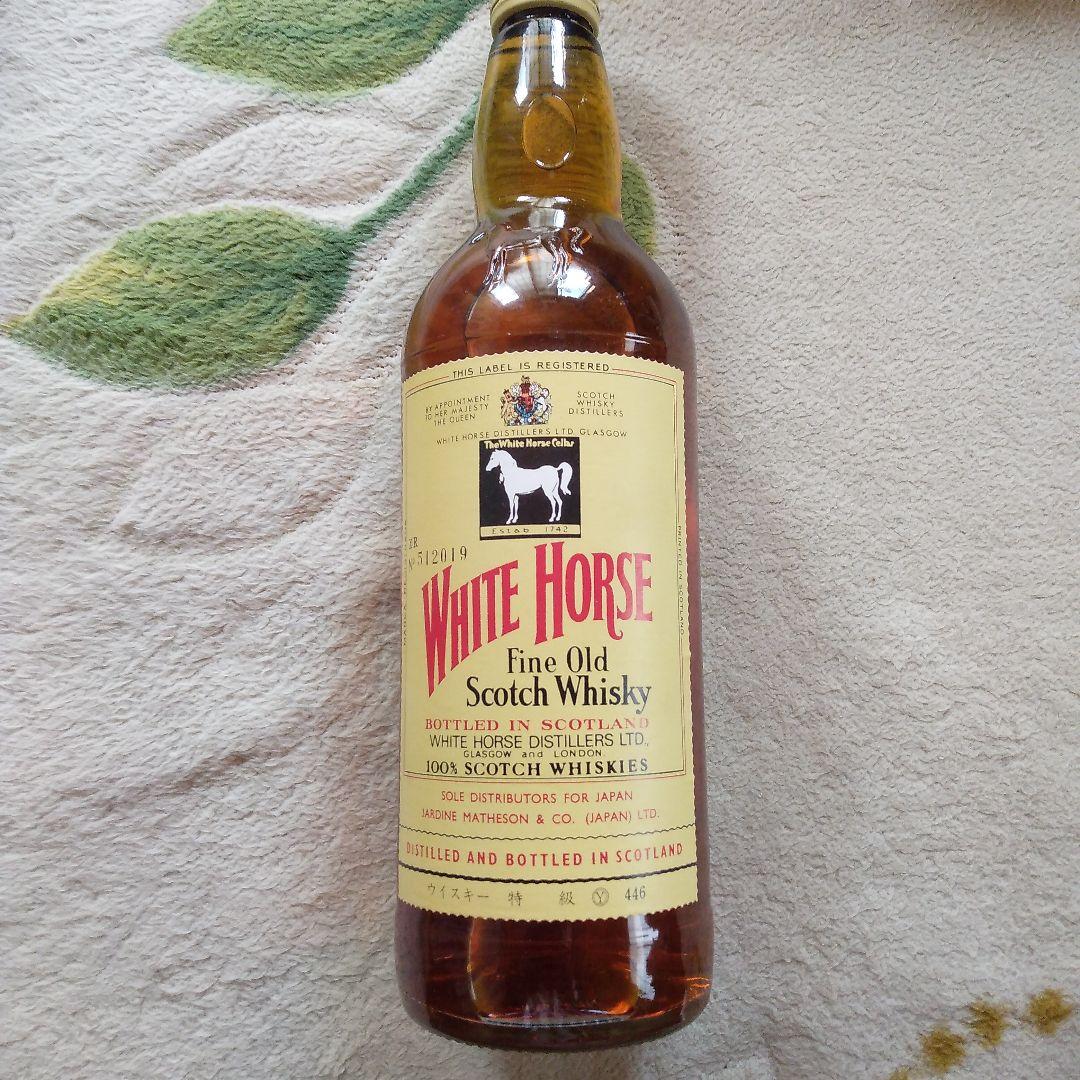 THIS LABEL IS REGISTERED
BY APPOINTMENT
TO HER MAJESTY
THE QUEEN
SCOTCH
WHISKY
DISTILLERS
WHITE HORSE DISTILLERS LTD. GLASGOW
The White Horse Cellar
Estab 1742
No 512019
WHITE HORSE
Fine Old
Scotch Whisky
BOTTLED IN SCOTLAND
WHITE HORSE DISTILLERS LTD.,
GLASGOW and LONDON.
100% SCOTCH WHISKIES
PRINTED IN SCOTLAND
SOLE DISTRIBUTORS FOR JAPAN
JARDINE MATHESON & CO. (JAPAN) LTD.
DISTILLED AND BOTTLED IN SCOTLAND
ウイスキー 特 級 Ⓨ 446